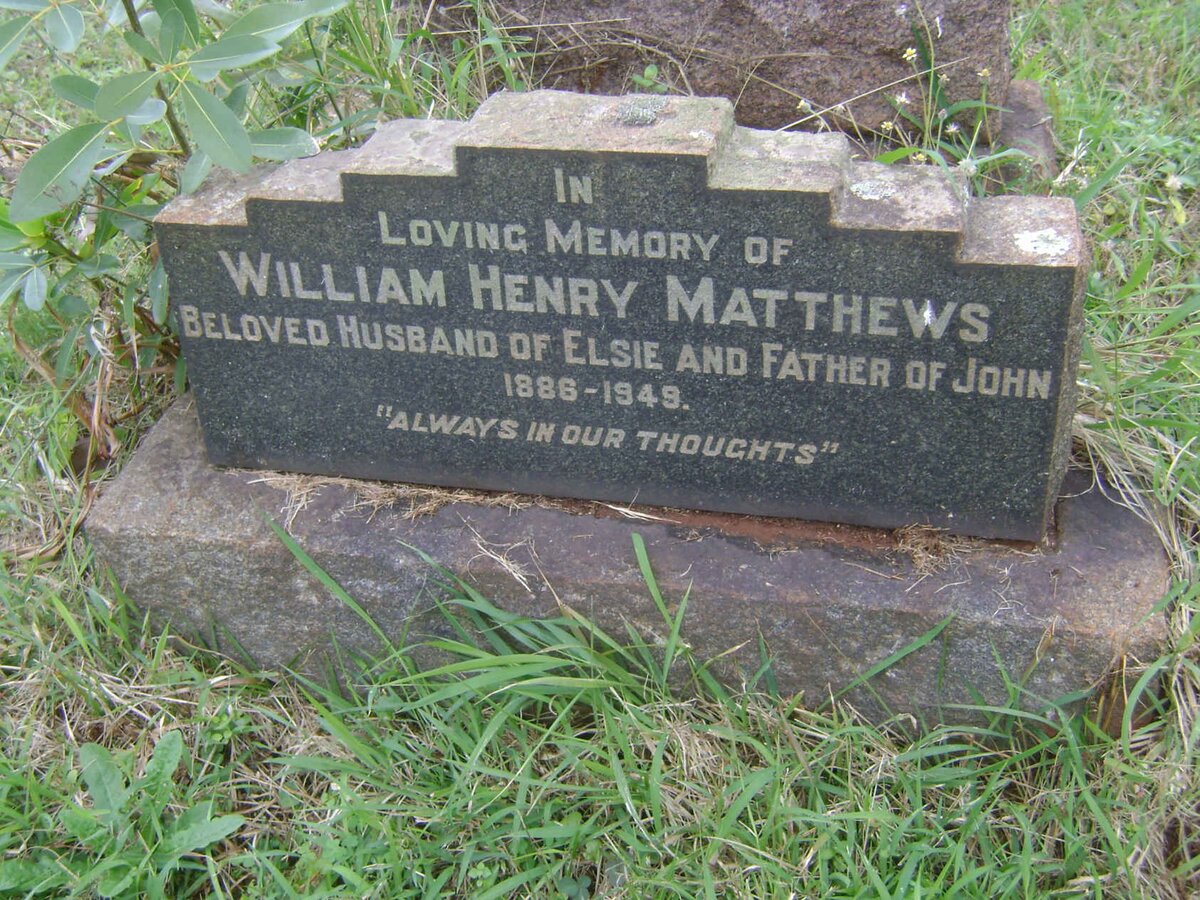 IN
LOVING MEMORY OF
WILLIAM HENRY MATTHEWS
BELOVED HUSBAND OF ELSIE AND FATHER OF JOHN
1886-1949.
"ALWAYS IN OUR THOUGHTS"